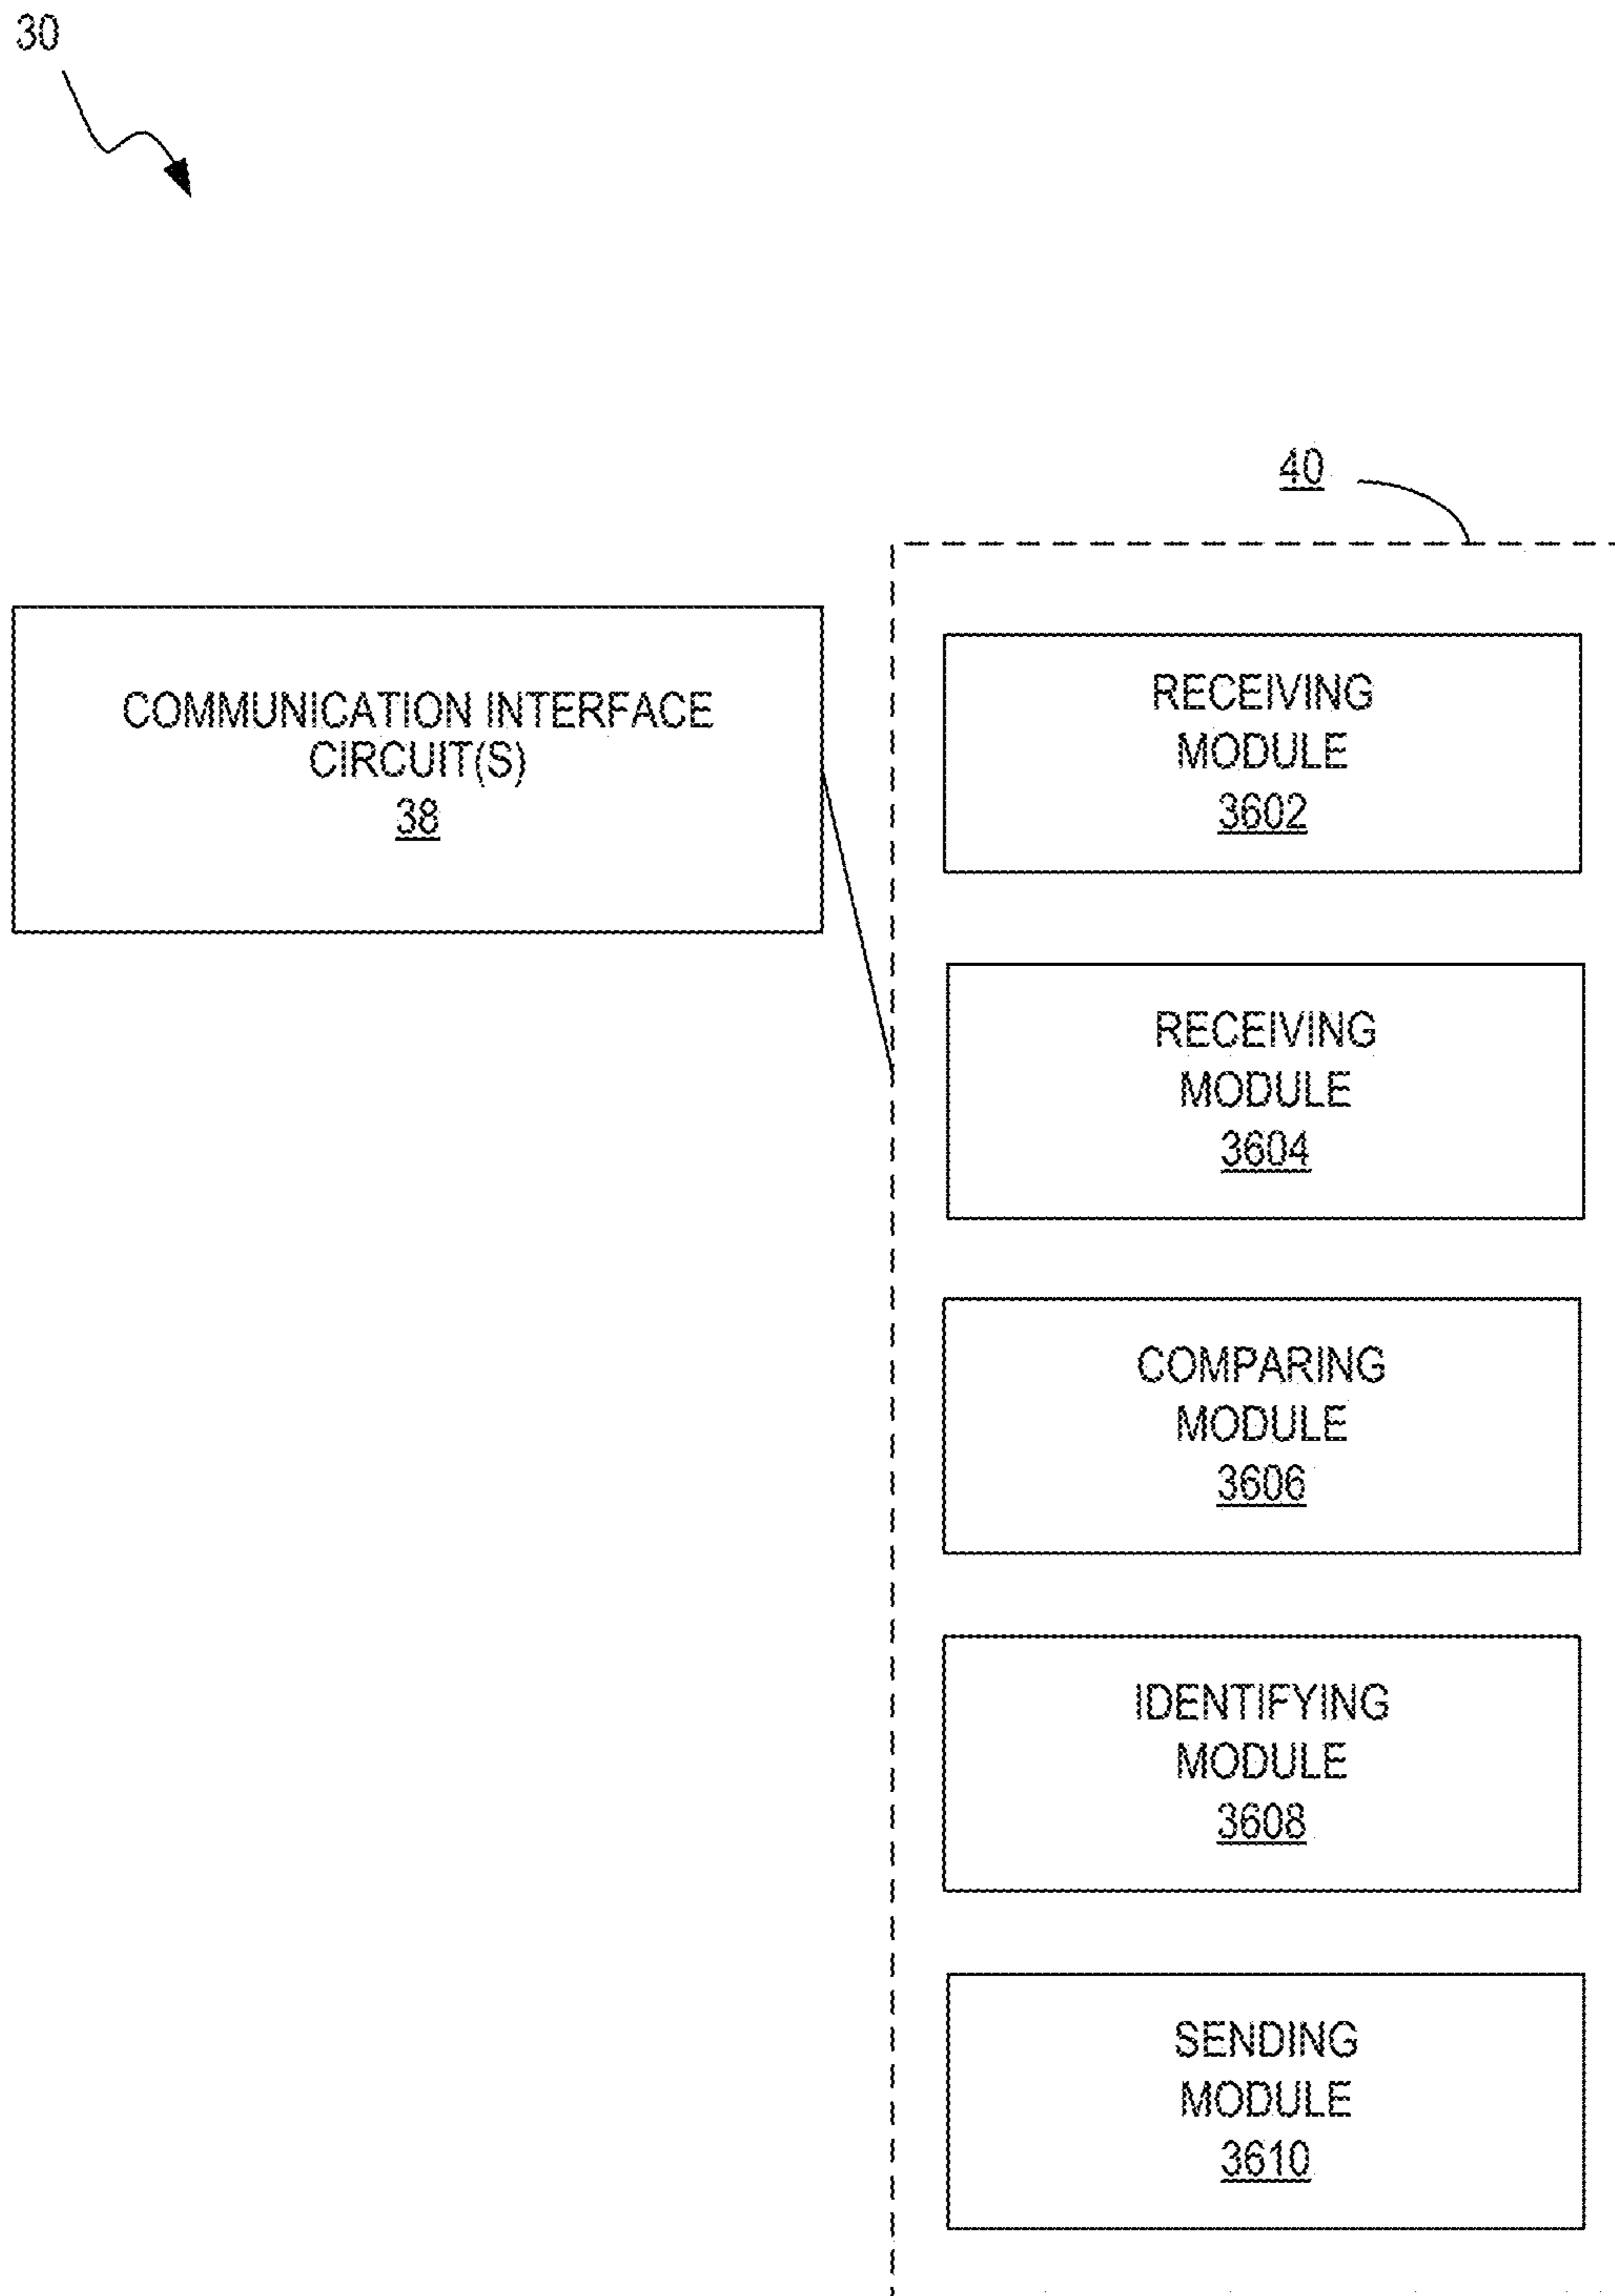 30
40
COMMUNICATION INTERFACE
CIRCUIT(S)
38
RECEIVING
MODULE
3602
RECEIVING
MODULE
3604
COMPARING
MODULE
3606
IDENTIFYING
MODULE
3608
SENDING
MODULE
3610